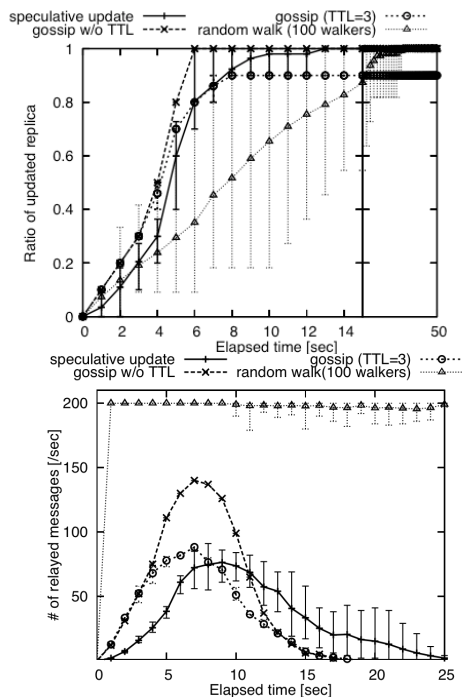 speculative update gossip (TTL=3)
gossip w/o TTL random walk (100 walkers)
1
0.8
0.6
0.4
0.2
0
Ratio of updated replica
0 2 4 6 8 10 12 14 50
Elapsed time [sec]
speculative update gossip (TTL=3)
gossip w/o TTL random walk(100 walkers)
200
150
100
50
# of relayed messages [/sec]
0 5 10 15 20 25
Elapsed time [sec]